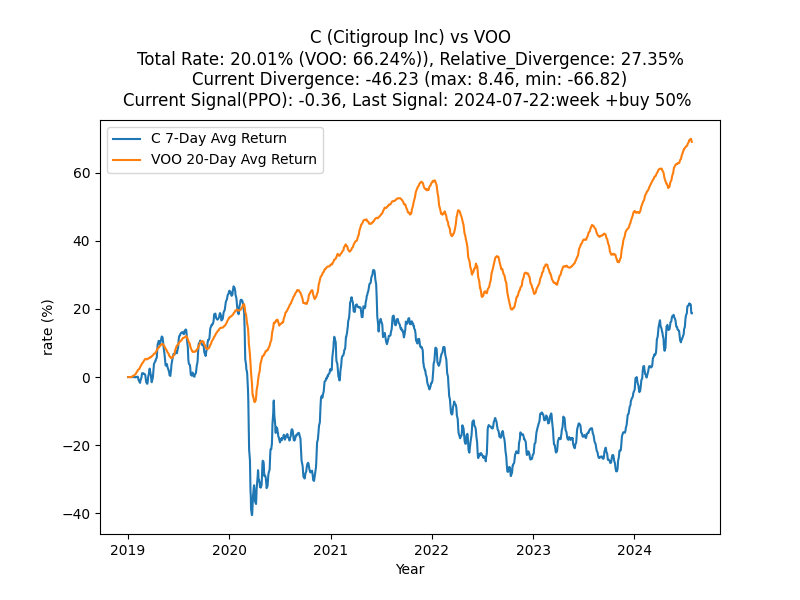 C (Citigroup Inc) vs VOO
Total Rate: 20.01% (VOO: 66.24%)), Relative_Divergence: 27.35%
Current Divergence: -46.23 (max: 8.46, min: -66.82)
Current Signal(PPO): -0.36, Last Signal: 2024-07-22:week +buy 50%
C 7-Day Avg Return
VOO 20-Day Avg Return
rate (%)
60
40
20
0
−20
−40
2019 2020 2021 2022 2023 2024
Year